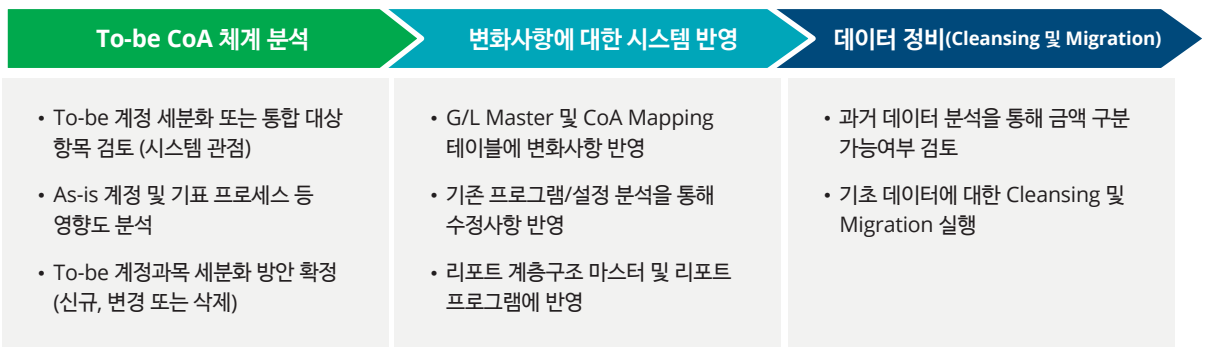 To-be CoA 체계 분석
• To-be 계정 세분화 또는 통합 대상
항목 검토 (시스템 관점)
• As-is 계정 및 기표 프로세스 등
영향도 분석
• To-be 계정과목 세분화 방안 확정
(신규, 변경 또는 삭제)
변화사항에 대한 시스템 반영
• G/L Master 및 CoA Mapping
테이블에 변화사항 반영
• 기존 프로그램/설정 분석을 통해
수정사항 반영
• 리포트 계층구조 마스터 및 리포트
프로그램에 반영
데이터 정비(Cleansing 및 Migration)
• 과거 데이터 분석을 통해 금액 구분
가능여부 검토
• 기초 데이터에 대한 Cleansing 및
Migration 실행